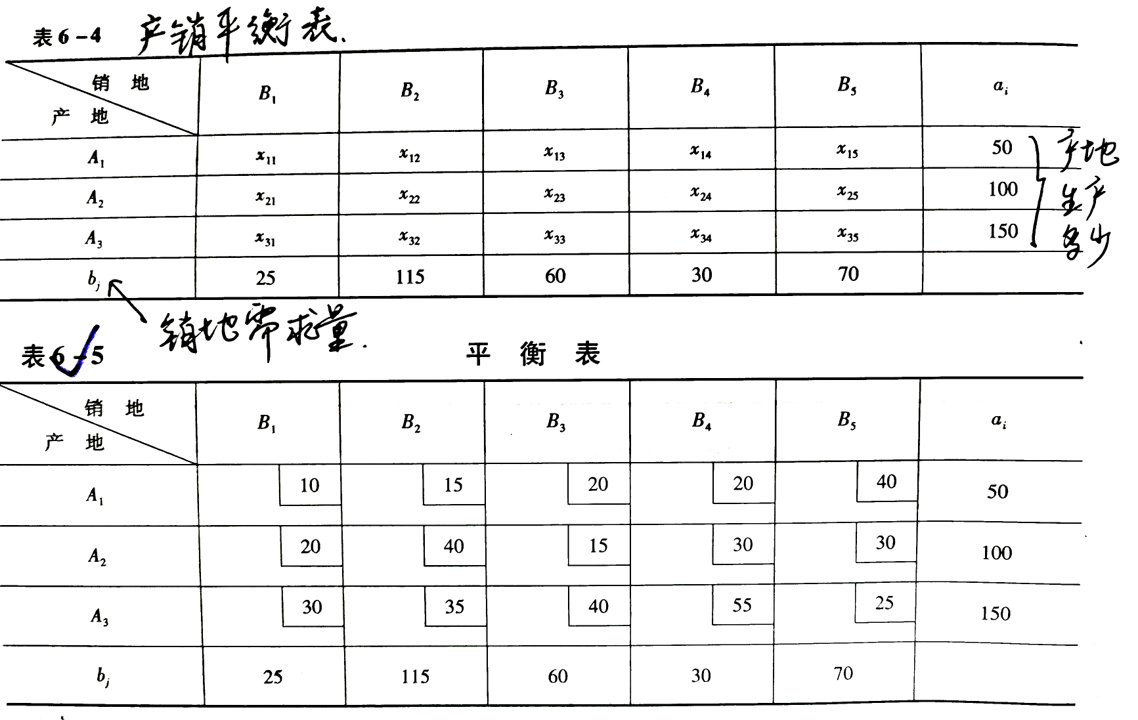 表6-4 产销平衡表.
销 地 B₁ B₂ B₃ B₄ B₅ aᵢ
产 地
A₁ x₁₁ x₁₂ x₁₃ x₁₄ x₁₅ 50
A₂ x₂₁ x₂₂ x₂₃ x₂₄ x₂₅ 100
A₃ x₃₁ x₃₂ x₃₃ x₃₄ x₃₅ 150
bⱼ 25 115 60 30 70
产地
生产
多少
销地需求量.
表6-5 平 衡 表
销 地 B₁ B₂ B₃ B₄ B₅ aᵢ
产 地
A₁ 10 15 20 20 40 50
A₂ 20 40 15 30 30 100
A₃ 30 35 40 55 25 150
bⱼ 25 115 60 30 70